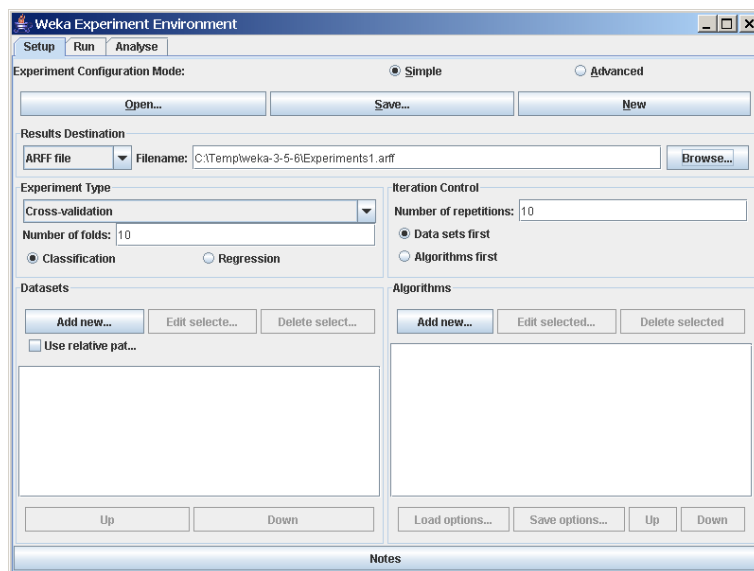 Weka Experiment Environment
Setup Run Analyse
Experiment Configuration Mode: Simple Advanced
Open... Save... New
Results Destination
ARFF file Filename: C:\Temp\weka-3-5-6\Experiments1.arff Browse...
Experiment Type
Cross-validation
Number of folds: 10
Classification Regression
Iteration Control
Number of repetitions: 10
Data sets first
Algorithms first
Datasets
Add new... Edit selecte... Delete select...
Use relative pat...
Up Down
Algorithms
Add new... Edit selected... Delete selected
Load options... Save options... Up Down
Notes